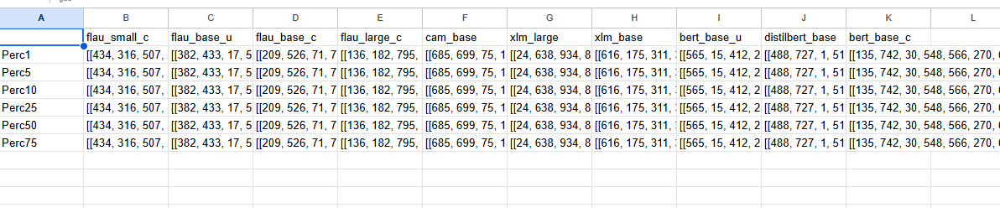 A B C D E F G H I J K L
flau_small_c flau_base_u flau_base_c flau_large_c cam_base xlm_large xlm_base bert_base_u distilbert_base bert_base_c
Perc1 [[434, 316, 507, [[382, 433, 17, 5 [[209, 526, 71, 7 [[136, 182, 795, [[685, 699, 75, 1 [[24, 638, 934, 8 [[616, 175, 311, [[565, 15, 412, 2 [[488, 727, 1, 51 [[135, 742, 30, 548, 566, 270, 6
Perc5 [[434, 316, 507, [[382, 433, 17, 5 [[209, 526, 71, 7 [[136, 182, 795, [[685, 699, 75, 1 [[24, 638, 934, 8 [[616, 175, 311, [[565, 15, 412, 2 [[488, 727, 1, 51 [[135, 742, 30, 548, 566, 270, 6
Perc10 [[434, 316, 507, [[382, 433, 17, 5 [[209, 526, 71, 7 [[136, 182, 795, [[685, 699, 75, 1 [[24, 638, 934, 8 [[616, 175, 311, [[565, 15, 412, 2 [[488, 727, 1, 51 [[135, 742, 30, 548, 566, 270, 6
Perc25 [[434, 316, 507, [[382, 433, 17, 5 [[209, 526, 71, 7 [[136, 182, 795, [[685, 699, 75, 1 [[24, 638, 934, 8 [[616, 175, 311, [[565, 15, 412, 2 [[488, 727, 1, 51 [[135, 742, 30, 548, 566, 270, 6
Perc50 [[434, 316, 507, [[382, 433, 17, 5 [[209, 526, 71, 7 [[136, 182, 795, [[685, 699, 75, 1 [[24, 638, 934, 8 [[616, 175, 311, [[565, 15, 412, 2 [[488, 727, 1, 51 [[135, 742, 30, 548, 566, 270, 6
Perc75 [[434, 316, 507, [[382, 433, 17, 5 [[209, 526, 71, 7 [[136, 182, 795, [[685, 699, 75, 1 [[24, 638, 934, 8 [[616, 175, 311, [[565, 15, 412, 2 [[488, 727, 1, 51 [[135, 742, 30, 548, 566, 270, 6